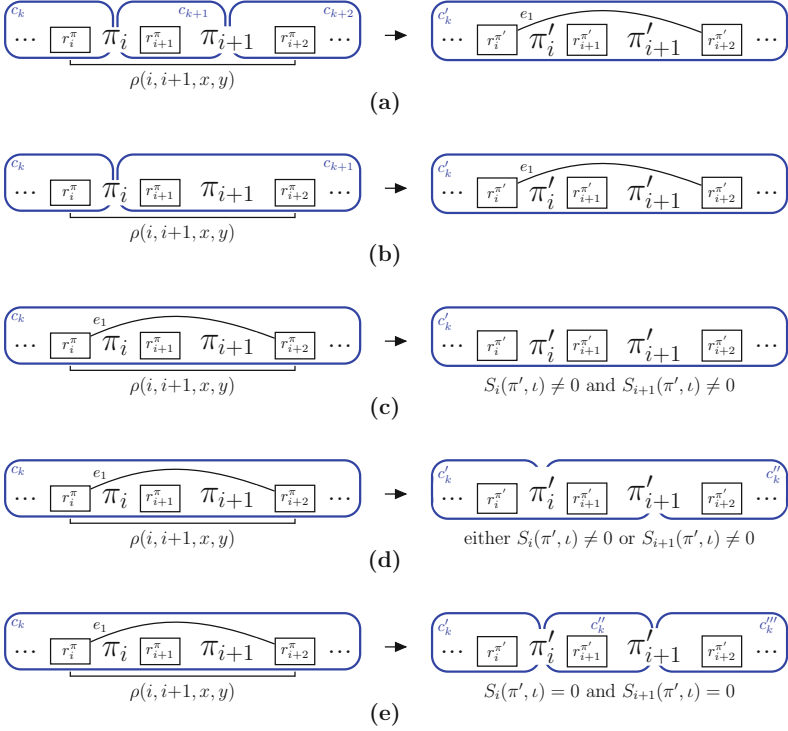 c_k c_{k+1} c_{k+2} c'_k
... r_i^π π_i r_{i+1}^π π_{i+1} r_{i+2}^π ... → ... r_i^{π'} e_1 π'_i r_{i+1}^{π'} π'_{i+1} r_{i+2}^{π'} ...
ρ(i, i+1, x, y)
(a)
c_k c_{k+1} c'_k
... r_i^π π_i r_{i+1}^π π_{i+1} r_{i+2}^π ... → ... r_i^{π'} e_1 π'_i r_{i+1}^{π'} π'_{i+1} r_{i+2}^{π'} ...
ρ(i, i+1, x, y)
(b)
c_k c'_k
... r_i^π e_1 π_i r_{i+1}^π π_{i+1} r_{i+2}^π ... → ... r_i^{π'} π'_i r_{i+1}^{π'} π'_{i+1} r_{i+2}^{π'} ...
ρ(i, i+1, x, y) S_i(π', ι) ≠ 0 and S_{i+1}(π', ι) ≠ 0
(c)
c_k c'_k c''_k
... r_i^π e_1 π_i r_{i+1}^π π_{i+1} r_{i+2}^π ... → ... r_i^{π'} π'_i r_{i+1}^{π'} π'_{i+1} r_{i+2}^{π'} ...
ρ(i, i+1, x, y) either S_i(π', ι) ≠ 0 or S_{i+1}(π', ι) ≠ 0
(d)
c_k c'_k c''_k c'''_k
... r_i^π e_1 π_i r_{i+1}^π π_{i+1} r_{i+2}^π ... → ... r_i^{π'} π'_i r_{i+1}^{π'} π'_{i+1} r_{i+2}^{π'} ...
ρ(i, i+1, x, y) S_i(π', ι) = 0 and S_{i+1}(π', ι) = 0
(e)